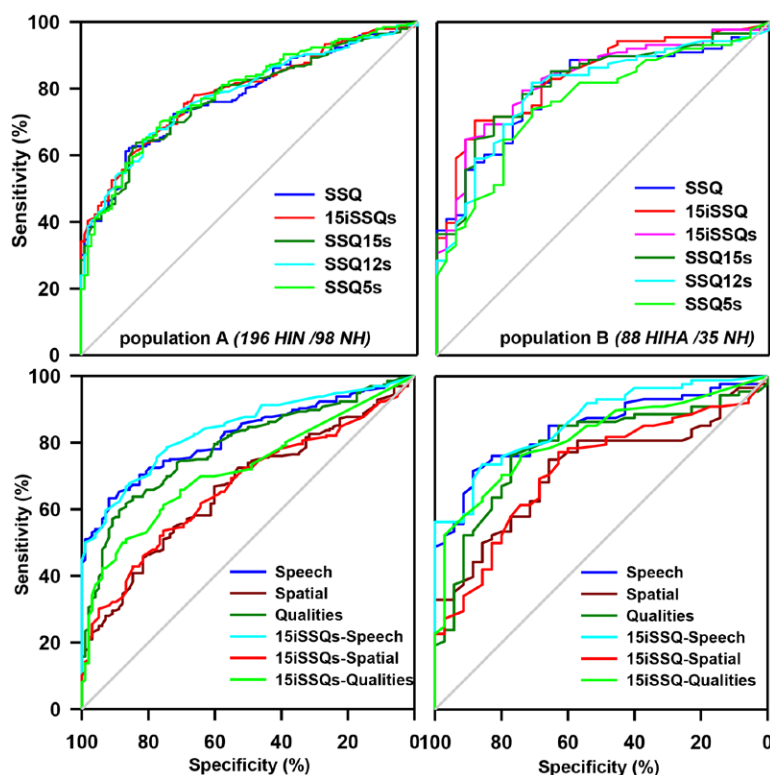 100
80
60
40
20
0
Sensitivity (%)
SSQ
15iSSQs
SSQ15s
SSQ12s
SSQ5s
population A (196 HIN /98 NH)
SSQ
15iSSQ
15iSSQs
SSQ15s
SSQ12s
SSQ5s
population B (88 HIHA /35 NH)
100
80
60
40
20
0
Sensitivity (%)
Speech
Spatial
Qualities
15iSSQs-Speech
15iSSQs-Spatial
15iSSQs-Qualities
100 80 60 40 20 0
Specificity (%)
Speech
Spatial
Qualities
15iSSQ-Speech
15iSSQ-Spatial
15iSSQ-Qualities
100 80 60 40 20 0
Specificity (%)